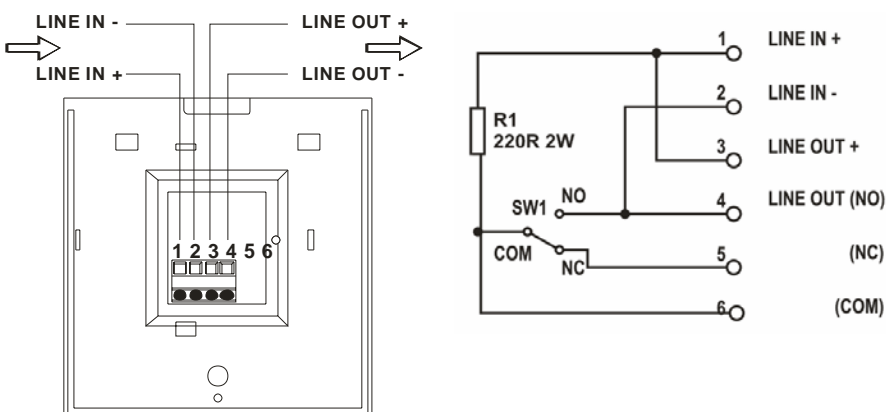 LINE IN - LINE OUT +
LINE IN + LINE OUT -
1 2 3 4 5 6
1 LINE IN +
2 LINE IN -
R1
220R 2W
3 LINE OUT +
NO
SW1
4 LINE OUT (NO)
COM
NC
5 (NC)
6 (COM)